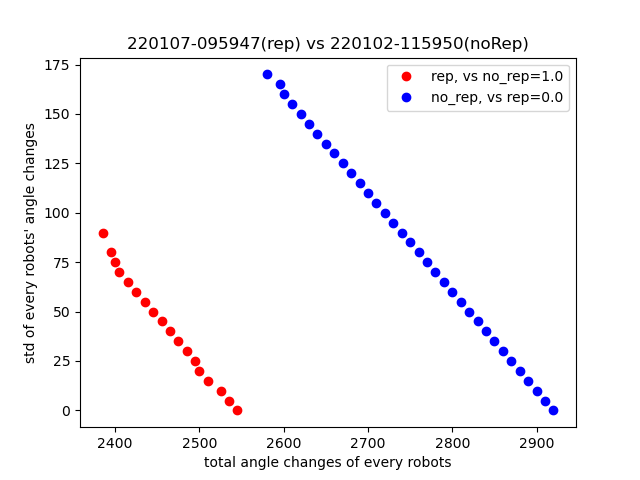 220107-095947(rep) vs 220102-115950(noRep)
rep, vs no_rep=1.0
no_rep, vs rep=0.0
std of every robots' angle changes
175
150
125
100
75
50
25
0
2400 2500 2600 2700 2800 2900
total angle changes of every robots